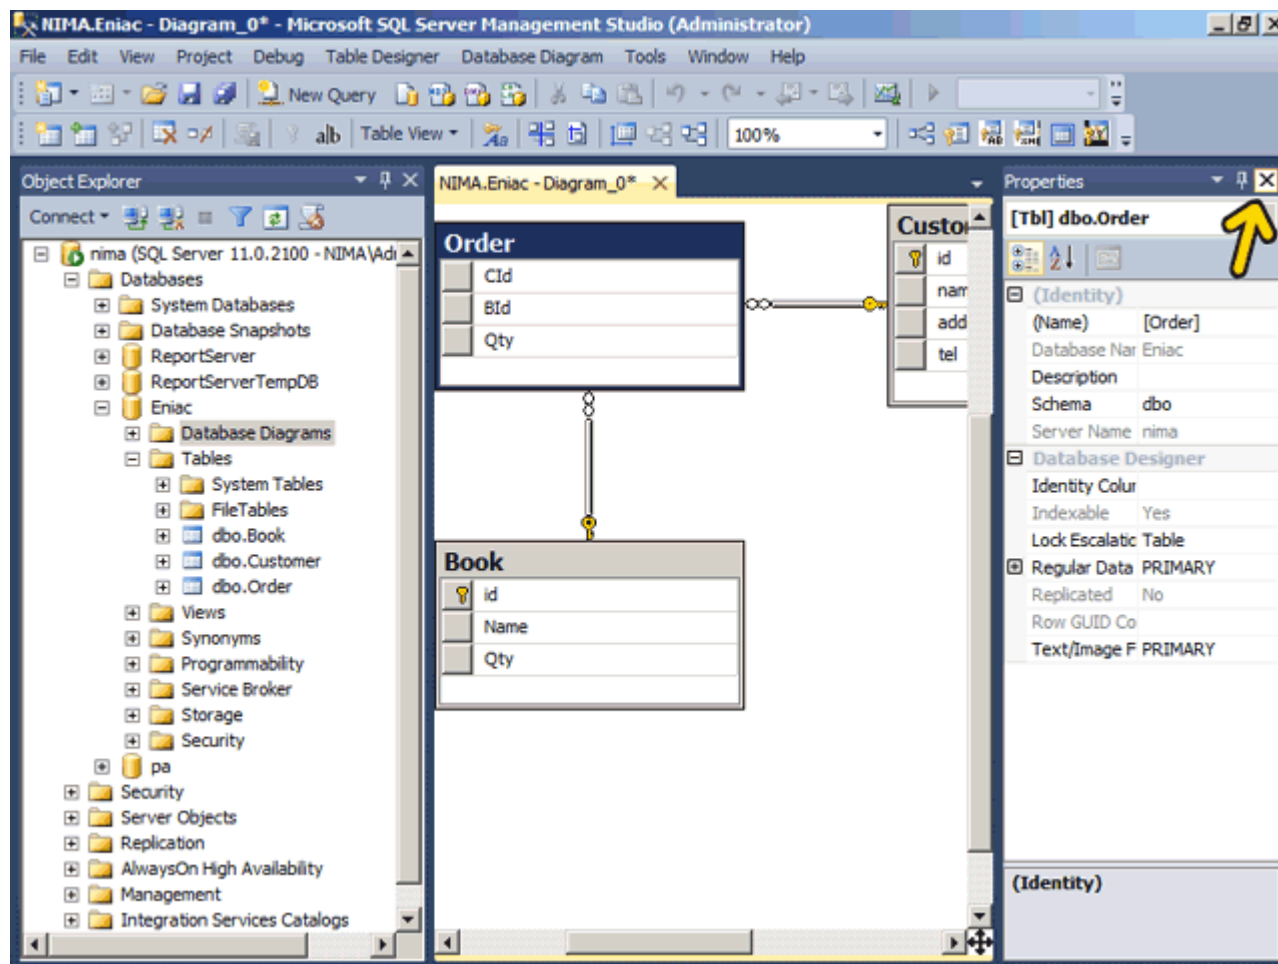 NIMA.Eniac - Diagram_0* - Microsoft SQL Server Management Studio (Administrator)
File Edit View Project Debug Table Designer Database Diagram Tools Window Help
New Query
alb Table View 100%
Object Explorer
Connect
nima (SQL Server 11.0.2100 - NIMA\Adı
Databases
System Databases
Database Snapshots
ReportServer
ReportServerTempDB
Eniac
Database Diagrams
Tables
System Tables
FileTables
dbo.Book
dbo.Customer
dbo.Order
Views
Synonyms
Programmability
Service Broker
Storage
Security
pa
Security
Server Objects
Replication
AlwaysOn High Availability
Management
Integration Services Catalogs
NIMA.Eniac - Diagram_0*
Order
CId
BId
Qty
Custo
id
nam
add
tel
Book
id
Name
Qty
Properties
[Tbl] dbo.Order
(Identity)
(Name) [Order]
Database Nar Eniac
Description
Schema dbo
Server Name nima
Database Designer
Identity Colur
Indexable Yes
Lock Escalatic Table
Regular Data PRIMARY
Replicated No
Row GUID Co
Text/Image F PRIMARY
(Identity)